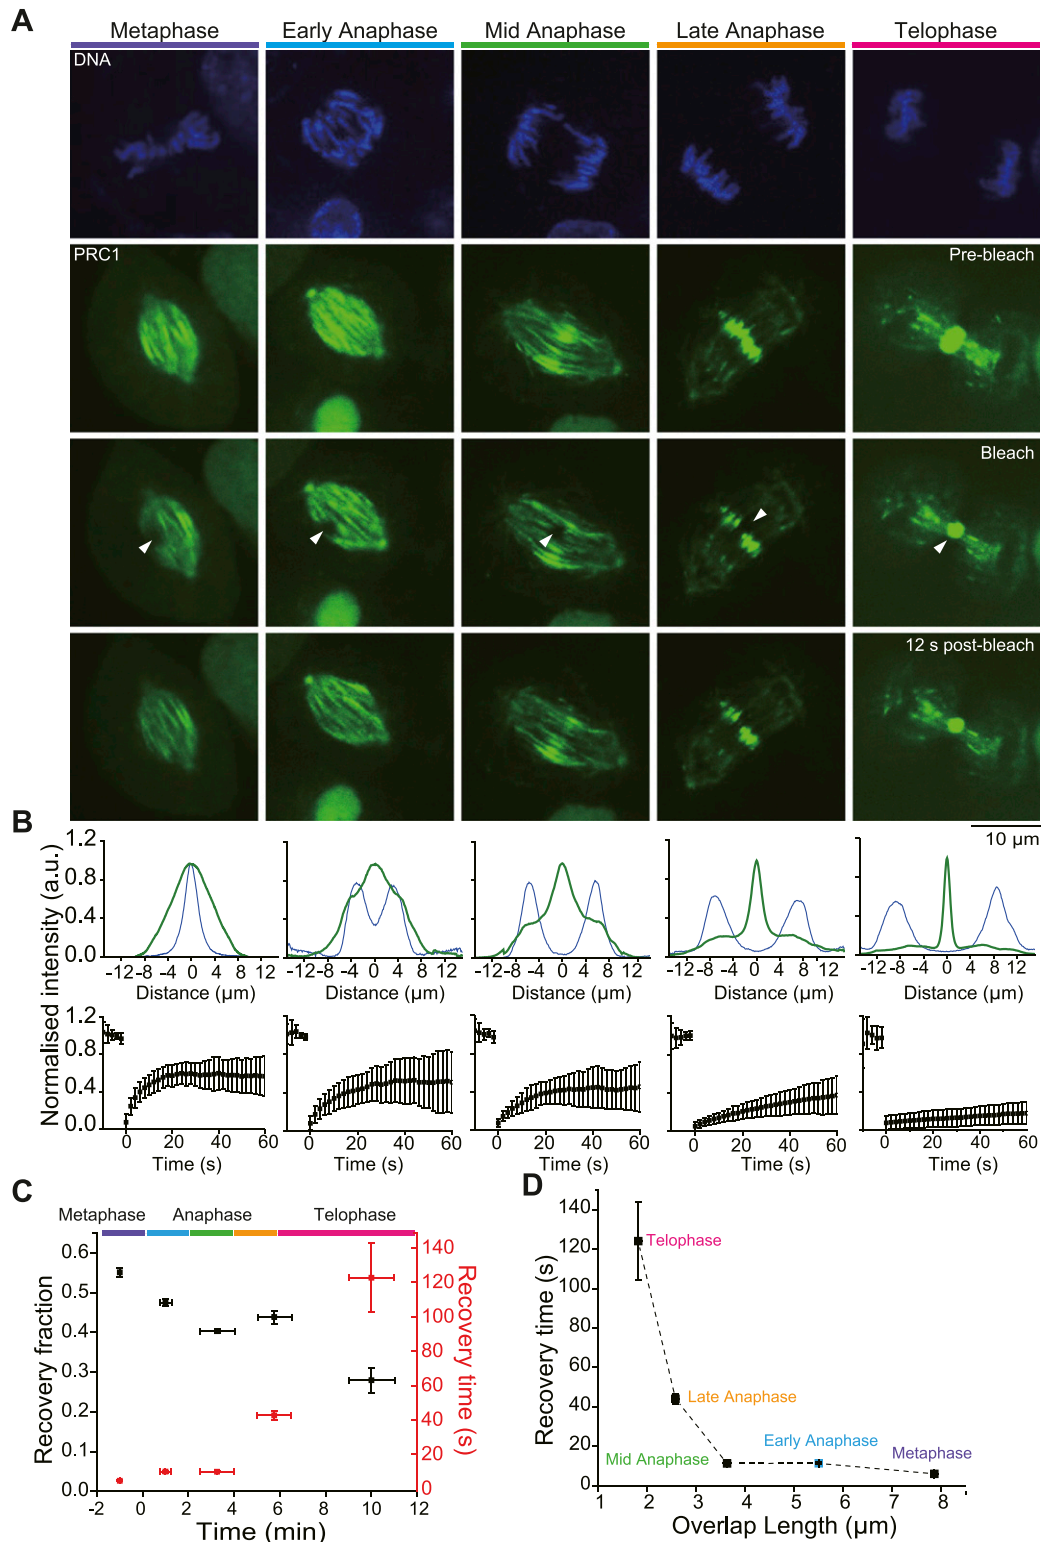 A
Metaphase Early Anaphase Mid Anaphase Late Anaphase Telophase
DNA
PRC1
Pre-bleach
Bleach
12 s post-bleach
10 µm
B
Normalised intensity (a.u.)
1.2
0.8
0.4
0.0
-12 -8 -4 0 4 8 12
Distance (µm)
-12 -8 -4 0 4 8 12
Distance (µm)
-12 -8 -4 0 4 8 12
Distance (µm)
-12 -8 -4 0 4 8 12
Distance (µm)
-12 -8 -4 0 4 8 12
Distance (µm)
1.2
0.8
0.4
0.0
0 20 40 60
Time (s)
0 20 40 60
Time (s)
0 20 40 60
Time (s)
0 20 40 60
Time (s)
0 20 40 60
Time (s)
C
Metaphase Anaphase Telophase
Recovery fraction
0.6
0.5
0.4
0.3
0.2
0.1
0.0
-2 0 2 4 6 8 10 12
Time (min)
140
120
100
80
60
40
20
0
Recovery time (s)
D
Recovery time (s)
140
120
100
80
60
40
20
0
Telophase
Late Anaphase
Mid Anaphase
Early Anaphase
Metaphase
1 2 3 4 5 6 7 8
Overlap Length (µm)